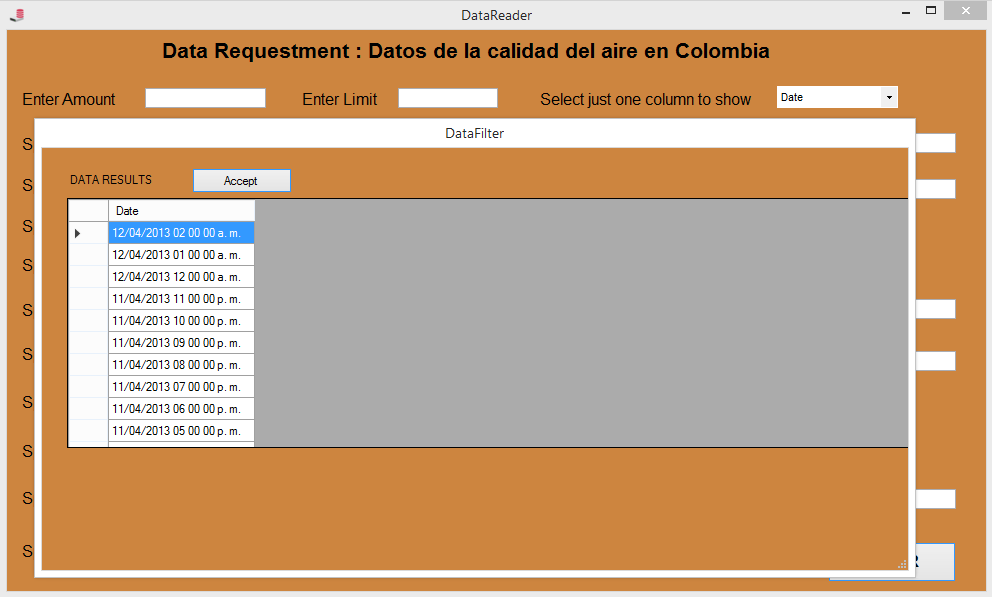 DataReader
Data Requestment : Datos de la calidad del aire en Colombia
Enter Amount Enter Limit Select just one column to show Date
DataFilter
DATA RESULTS Accept
Date
12/04/2013 02 00 00 a. m.
12/04/2013 01 00 00 a. m.
12/04/2013 12 00 00 a. m.
11/04/2013 11 00 00 p. m.
11/04/2013 10 00 00 p. m.
11/04/2013 09 00 00 p. m.
11/04/2013 08 00 00 p. m.
11/04/2013 07 00 00 p. m.
11/04/2013 06 00 00 p. m.
11/04/2013 05 00 00 p. m.